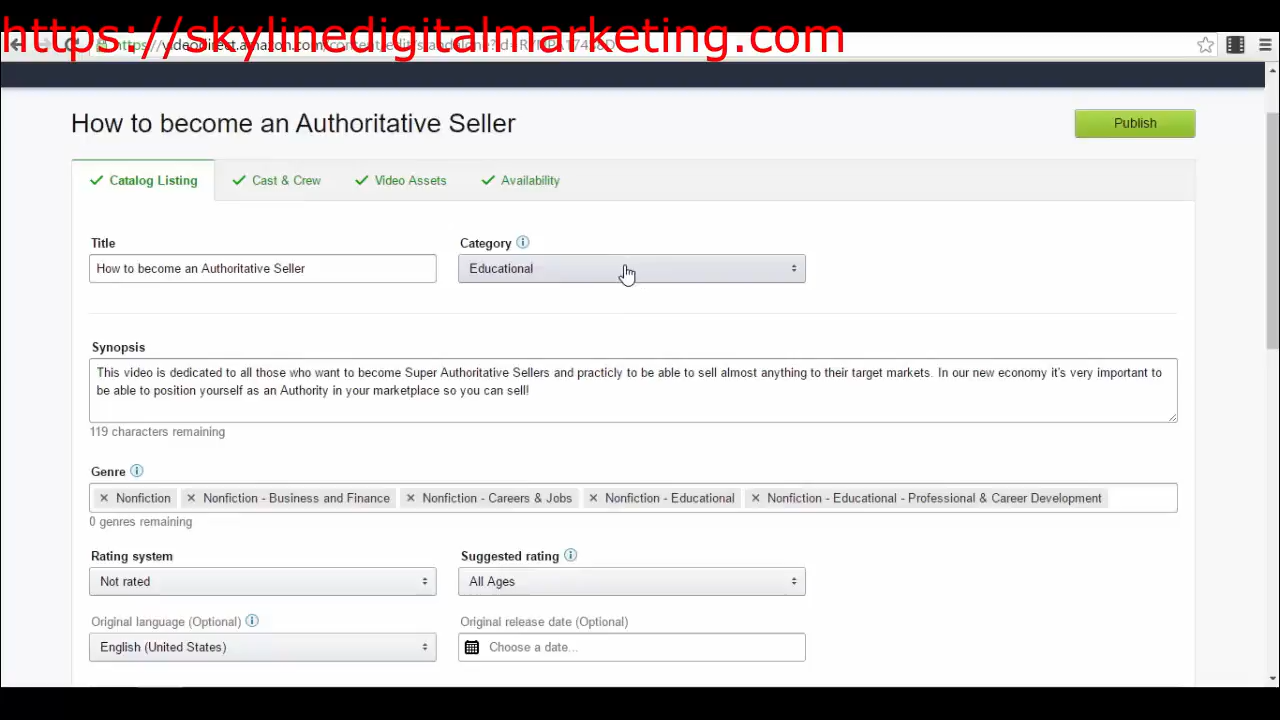 https://skylinedigitalmarketing.com
How to become an Authoritative Seller
Publish
Catalog Listing
Cast & Crew
Video Assets
Availability
Title
Category
How to become an Authoritative Seller
Educational
Synopsis
This video is dedicated to all those who want to become Super Authoritative Sellers and practicly to be able to sell almost anything to their target markets. In our new economy it's very important to
be able to position yourself as an Authority in your marketplace so you can sell!
119 characters remaining
Genre
Nonfiction
Nonfiction - Business and Finance
Nonfiction - Careers & Jobs
Nonfiction - Educational
Nonfiction - Educational - Professional & Career Development
0 genres remaining
Rating system
Suggested rating
Not rated
All Ages
Original language (Optional)
Original release date (Optional)
English (United States)
Choose a date...